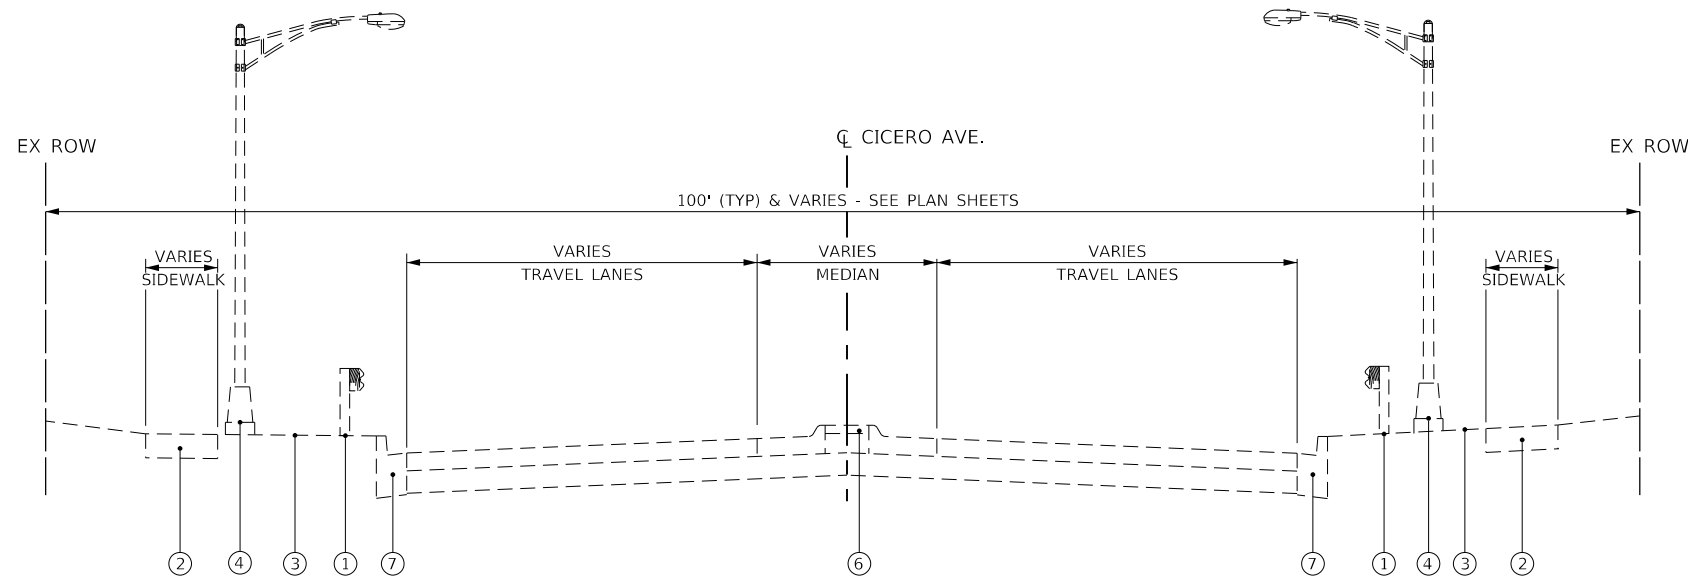 ℄ CICERO AVE.
EX ROW
EX ROW
100' (TYP) & VARIES - SEE PLAN SHEETS
VARIES
SIDEWALK
VARIES
TRAVEL LANES
VARIES
MEDIAN
VARIES
TRAVEL LANES
VARIES
SIDEWALK
2
4
3
1
7
6
7
1
4
3
2